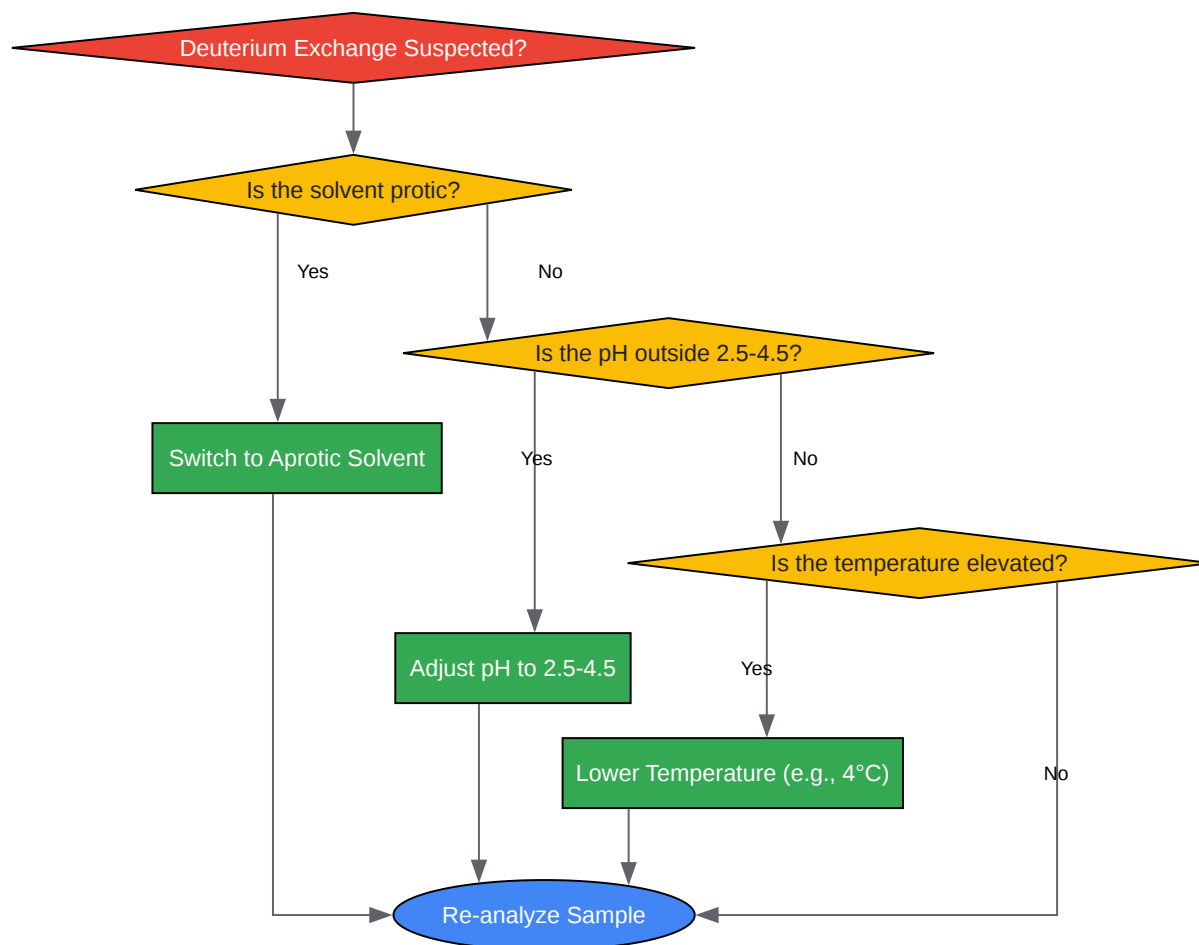 Deuterium Exchange Suspected?
Is the solvent protic?
Yes
No
Is the pH outside 2.5-4.5?
Switch to Aprotic Solvent
Yes
No
Is the temperature elevated?
Adjust pH to 2.5-4.5
Yes
Lower Temperature (e.g., 4°C)
No
Re-analyze Sample